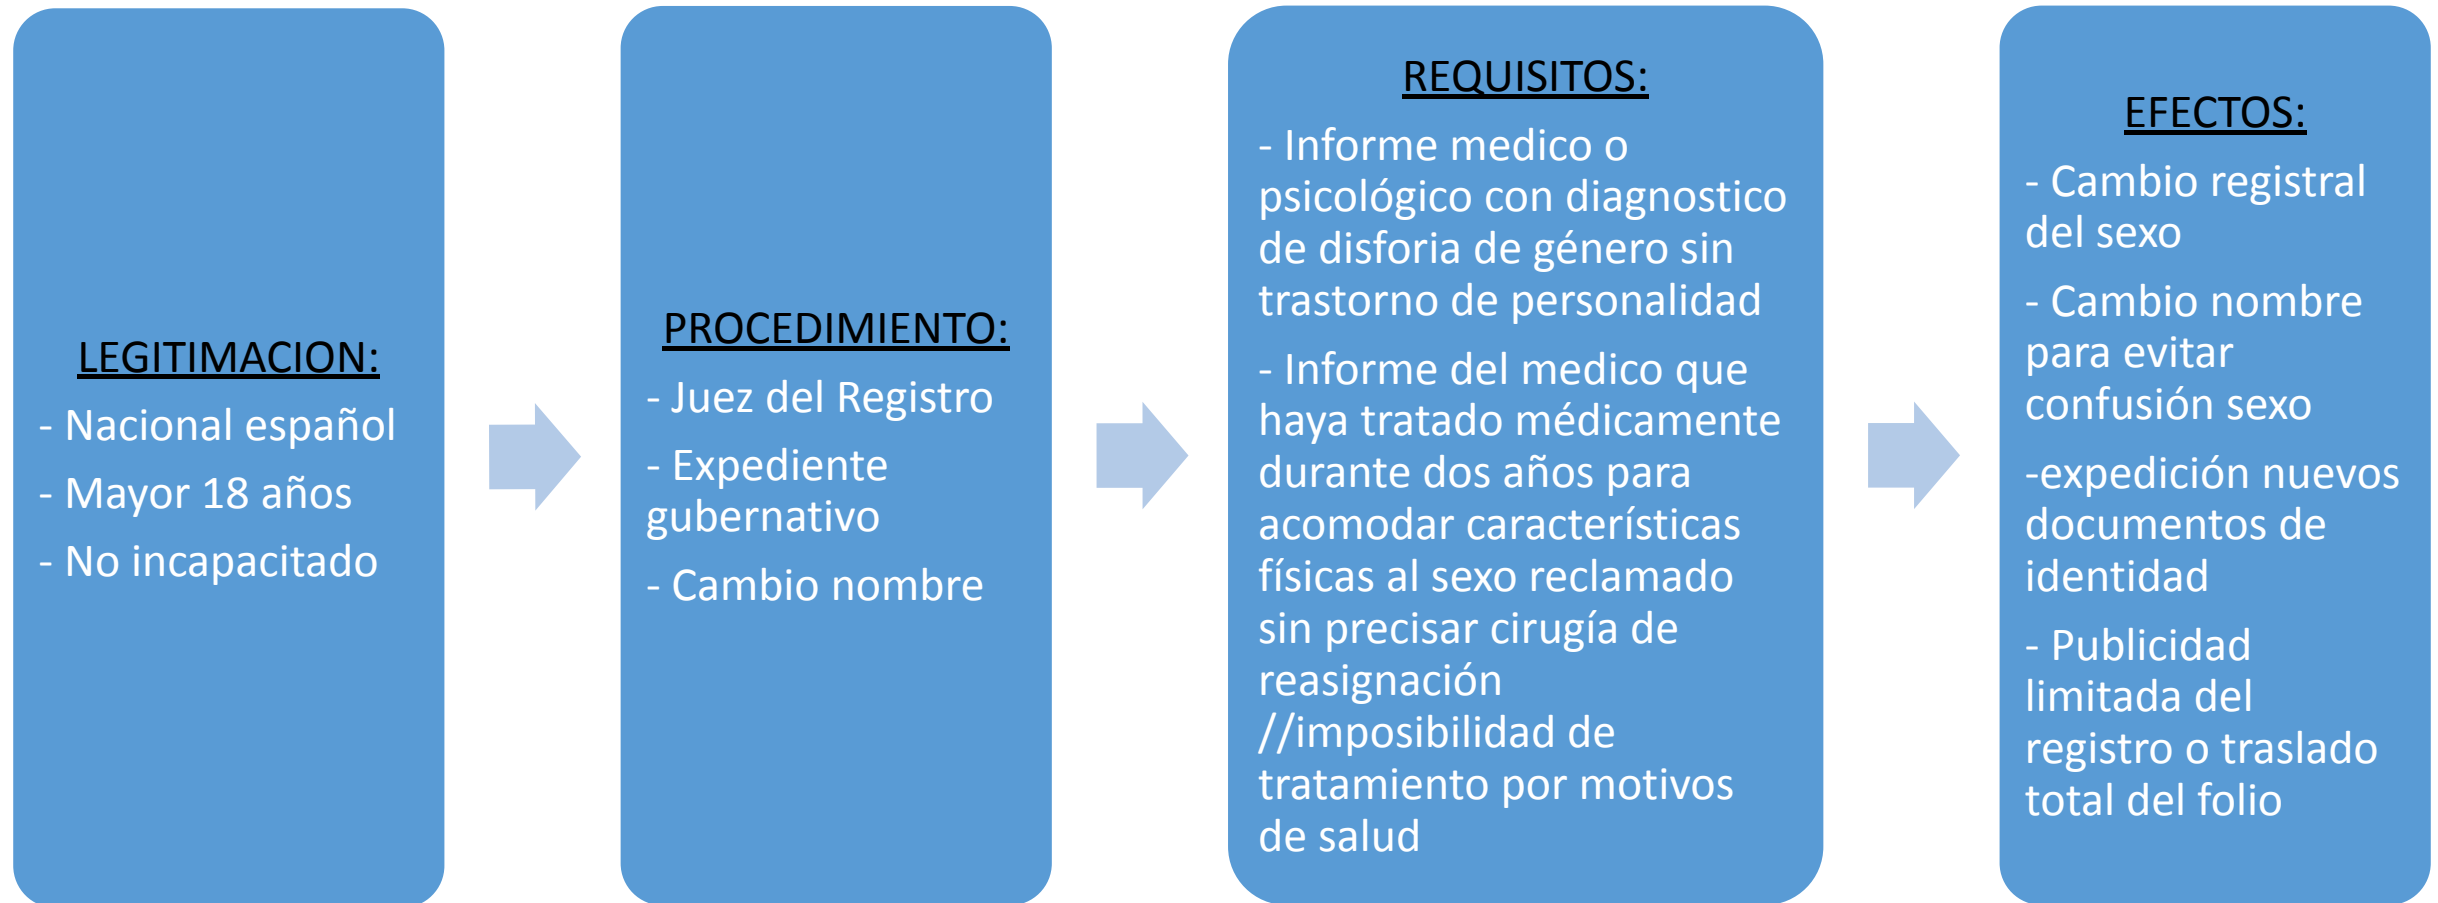 LEGITIMACION:
- Nacional español
- Mayor 18 años
- No incapacitado
PROCEDIMIENTO:
- Juez del Registro
- Expediente
gubernativo
- Cambio nombre
REQUISITOS:
- Informe medico o
psicológico con diagnostico
de disforia de género sin
trastorno de personalidad
- Informe del medico que
haya tratado médicamente
durante dos años para
acomodar características
físicas al sexo reclamado
sin precisar cirugía de
reasignación
//imposibilidad de
tratamiento por motivos
de salud
EFECTOS:
- Cambio registral
del sexo
- Cambio nombre
para evitar
confusión sexo
-expedición nuevos
documentos de
identidad
- Publicidad
limitada del
registro o traslado
total del folio